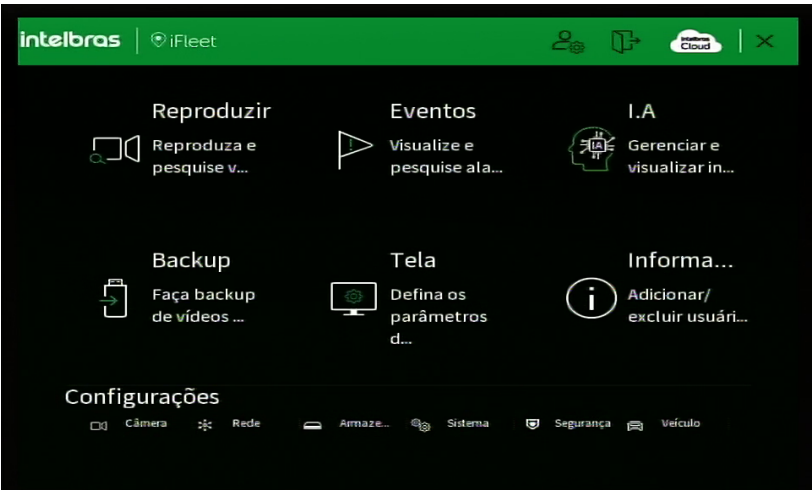 intelbras iFleet intelbras Cloud
Reproduzir
Reproduza e
pesquise v...
Eventos
Visualize e
pesquise ala...
I.A
IA
Gerenciar e
visualizar in...
Backup
Faça backup
de vídeos ...
Tela
Defina os
parâmetros
d...
Informa...
Adicionar/
excluir usuári...
Configurações
Câmera Rede Armaze... Sistema Segurança Veículo